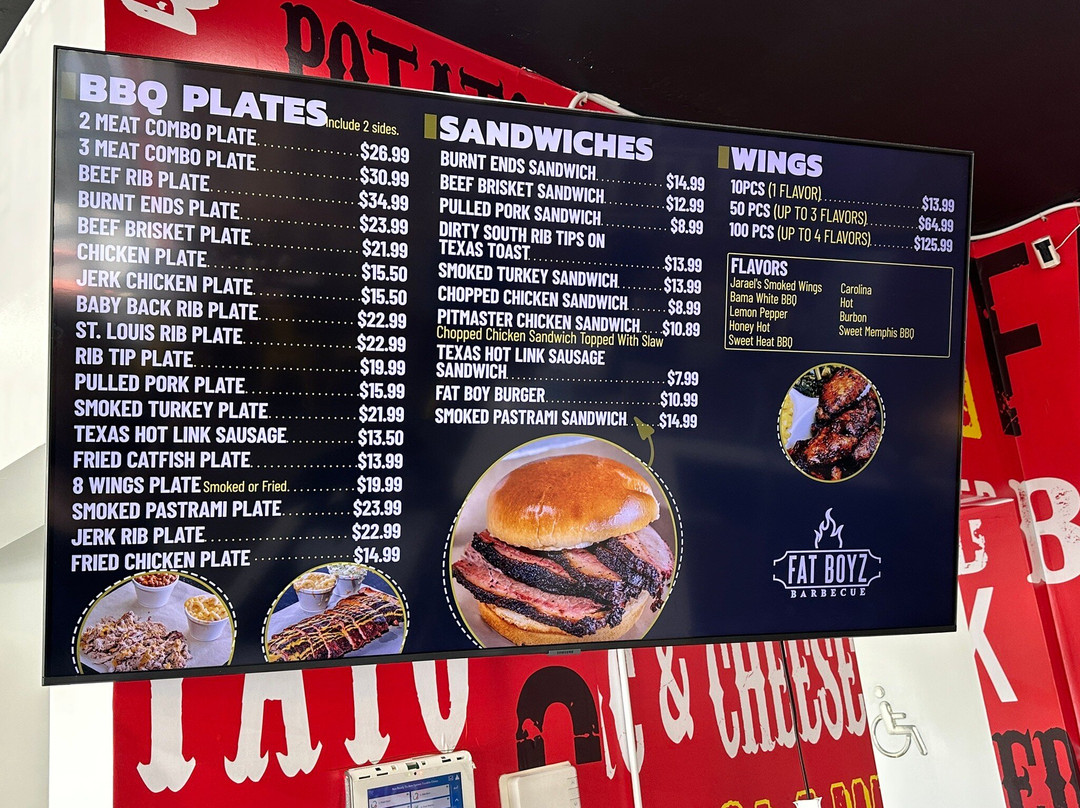 POTATO
BBQ PLATES Include 2 sides.
2 MEAT COMBO PLATE $26.99
3 MEAT COMBO PLATE $30.99
BEEF RIB PLATE $34.99
BURNT ENDS PLATE $23.99
BEEF BRISKET PLATE $21.99
CHICKEN PLATE $15.50
JERK CHICKEN PLATE $15.50
BABY BACK RIB PLATE $22.99
ST. LOUIS RIB PLATE $22.99
RIB TIP PLATE $19.99
PULLED PORK PLATE $15.99
SMOKED TURKEY PLATE $21.99
TEXAS HOT LINK SAUSAGE $13.50
FRIED CATFISH PLATE $13.99
8 WINGS PLATE Smoked or Fried $19.99
SMOKED PASTRAMI PLATE $23.99
JERK RIB PLATE $22.99
FRIED CHICKEN PLATE $14.99
SANDWICHES
BURNT ENDS SANDWICH $14.99
BEEF BRISKET SANDWICH $12.99
PULLED PORK SANDWICH $8.99
DIRTY SOUTH RIB TIPS ON
TEXAS TOAST $13.99
SMOKED TURKEY SANDWICH $13.99
CHOPPED CHICKEN SANDWICH $8.99
PITMASTER CHICKEN SANDWICH $10.89
Chopped Chicken Sandwich Topped With Slaw
TEXAS HOT LINK SAUSAGE
SANDWICH $7.99
FAT BOY BURGER $10.99
SMOKED PASTRAMI SANDWICH $14.99
WINGS
10PCS (1 FLAVOR) $13.99
50 PCS (UP TO 3 FLAVORS) $64.99
100 PCS (UP TO 4 FLAVORS) $125.99
FLAVORS
Jarael's Smoked Wings
Bama White BBQ
Lemon Pepper
Honey Hot
Sweet Heat BBQ
Carolina
Hot
Burbon
Sweet Memphis BBQ
FAT BOYZ
BARBECUE
TATO
& CHEESE